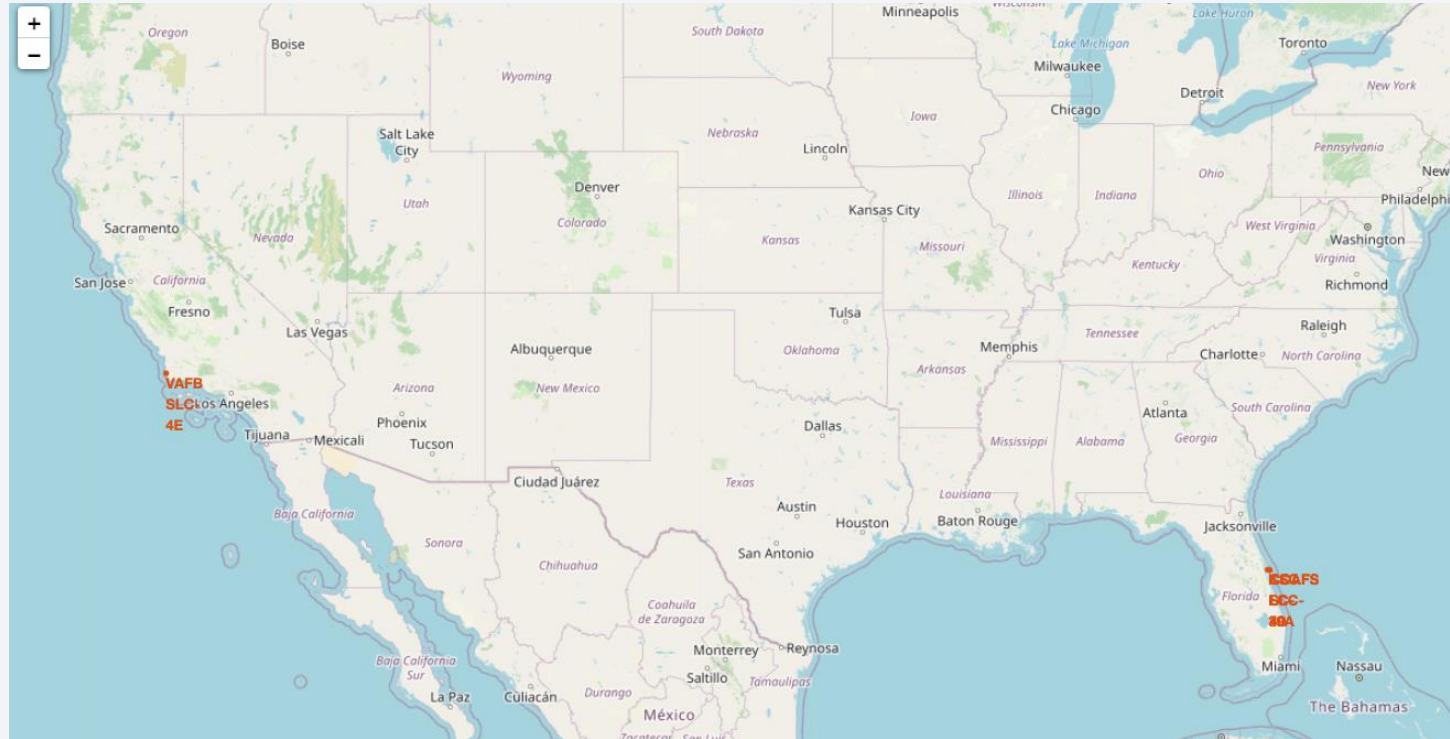 +
−
Oregon
Boise
South Dakota
Minneapolis
Wisconsin
Lake Huron
Lake Michigan
Toronto
Wyoming
Milwaukee
Detroit
New York
Chicago
Iowa
Salt Lake
City
Nebraska
Lincoln
Pennsylvania
Ohio
New
Denver
Illinois
Indiana
Philadelphi
Utah
Kansas City
Sacramento
Nevada
Colorado
Kansas
Missouri
West Virginia
Washington
Virginia
San Jose
California
Kentucky
Richmond
Fresno
Las Vegas
Tulsa
Raleigh
Albuquerque
Oklahoma
Memphis
Tennessee
Charlotte
North Carolina
VAFB
SLC-
4E
Los Angeles
Arizona
New Mexico
Arkansas
Phoenix
Tucson
Dallas
Atlanta
South Carolina
Tijuana
Mexicali
Mississippi
Alabama
Georgia
Ciudad Juárez
Texas
Louisiana
Baja California
Austin
Houston
Baton Rouge
Jacksonville
Sonora
San Antonio
Chihuahua
Florida
Coahuila
de Zaragoza
Monterrey
Reynosa
Baja California
Sur
Saltillo
Tamaulipas
Miami
Nassau
La Paz
Culiacán
Durango
México
The Bahamas
Zacatecas
San Luis